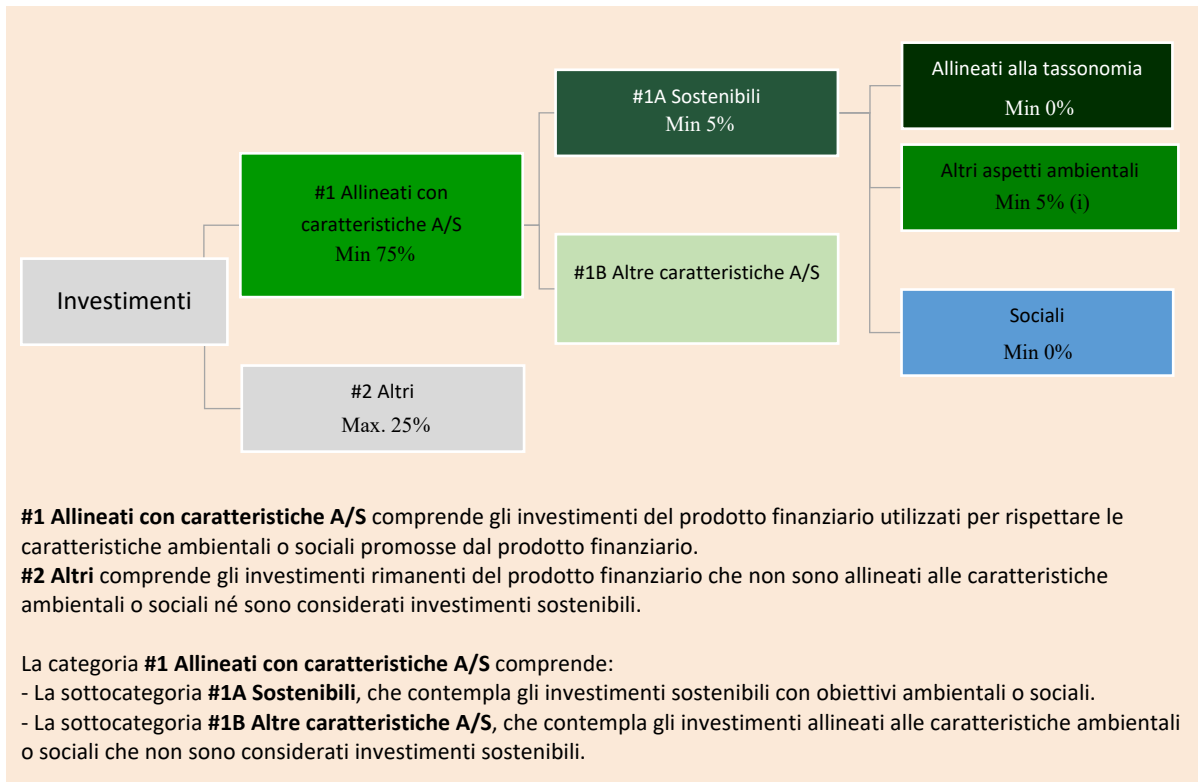 Investimenti
#1 Allineati con
caratteristiche A/S
Min 75%
#2 Altri
Max. 25%
#1A Sostenibili
Min 5%
#1B Altre caratteristiche A/S
Allineati alla tassonomia
Min 0%
Altri aspetti ambientali
Min 5% (i)
Sociali
Min 0%
#1 Allineati con caratteristiche A/S comprende gli investimenti del prodotto finanziario utilizzati per rispettare le
caratteristiche ambientali o sociali promosse dal prodotto finanziario.
#2 Altri comprende gli investimenti rimanenti del prodotto finanziario che non sono allineati alle caratteristiche
ambientali o sociali né sono considerati investimenti sostenibili.
La categoria #1 Allineati con caratteristiche A/S comprende:
- La sottocategoria #1A Sostenibili, che contempla gli investimenti sostenibili con obiettivi ambientali o sociali.
- La sottocategoria #1B Altre caratteristiche A/S, che contempla gli investimenti allineati alle caratteristiche ambientali
o sociali che non sono considerati investimenti sostenibili.